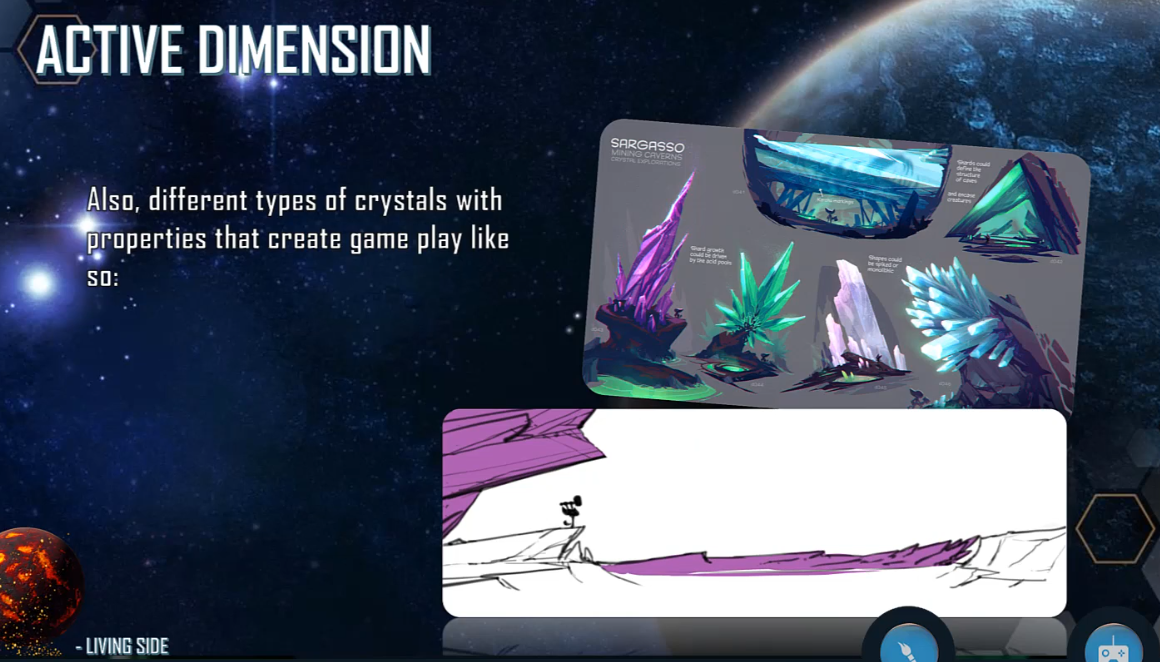 ACTIVE DIMENSION
Also, different types of crystals with
properties that create game play like
so:
SARGASSO
MINING CAVERNS
CRYSTAL EXPLORATIONS
Shards could
define the
structure
of caves
and encase
creatures
Shard growth
could be driven
by the acid pools
Shapes could
be spiked or
monolithic
- LIVING SIDE